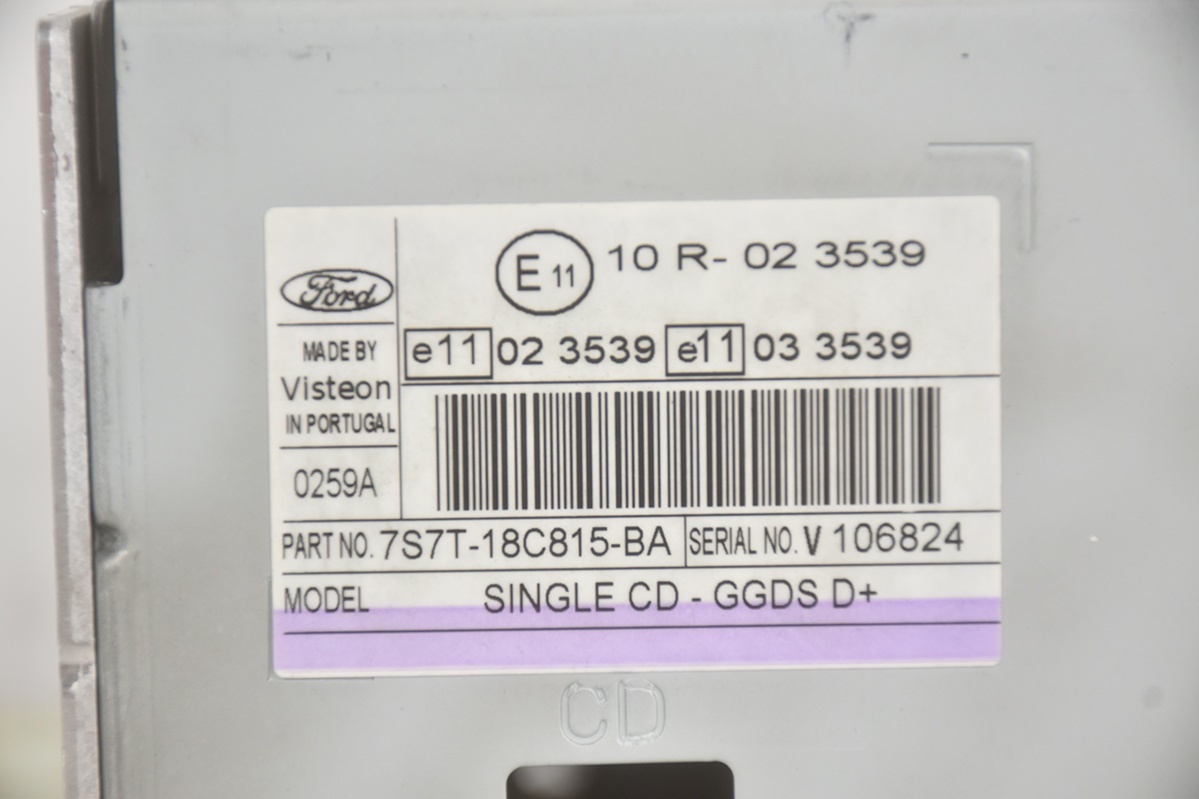 Ford
MADE BY
Visteon
IN PORTUGAL
0259A
E 11 10 R- 02 3539
e11 02 3539 e11 03 3539
PART NO. 7S7T-18C815-BA SERIAL NO. V 106824
MODEL SINGLE CD - GGDS D+
CD